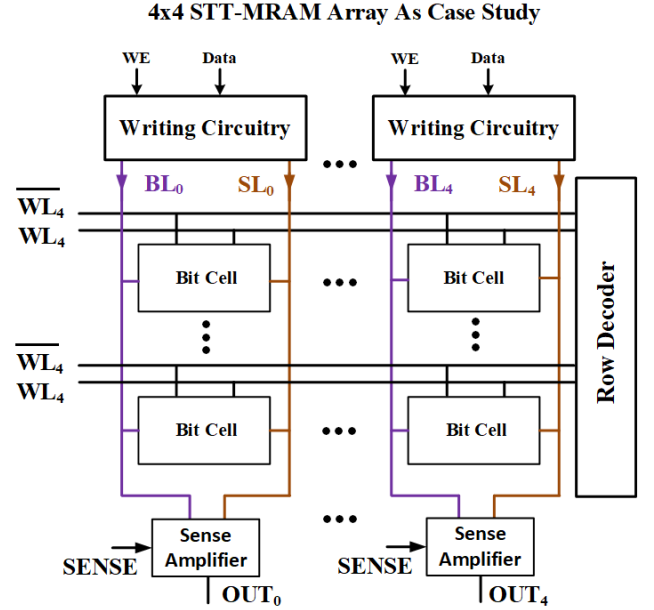 4x4 STT-MRAM Array As Case Study
WE Data WE Data
Writing Circuitry Writing Circuitry
BL₀ SL₀ BL₄ SL₄
W̅L̅₄̅
WL₄
Bit Cell Bit Cell
Row Decoder
W̅L̅₄̅
WL₄
Bit Cell Bit Cell
Sense Amplifier
SENSE
OUT₀
Sense Amplifier
SENSE
OUT₄